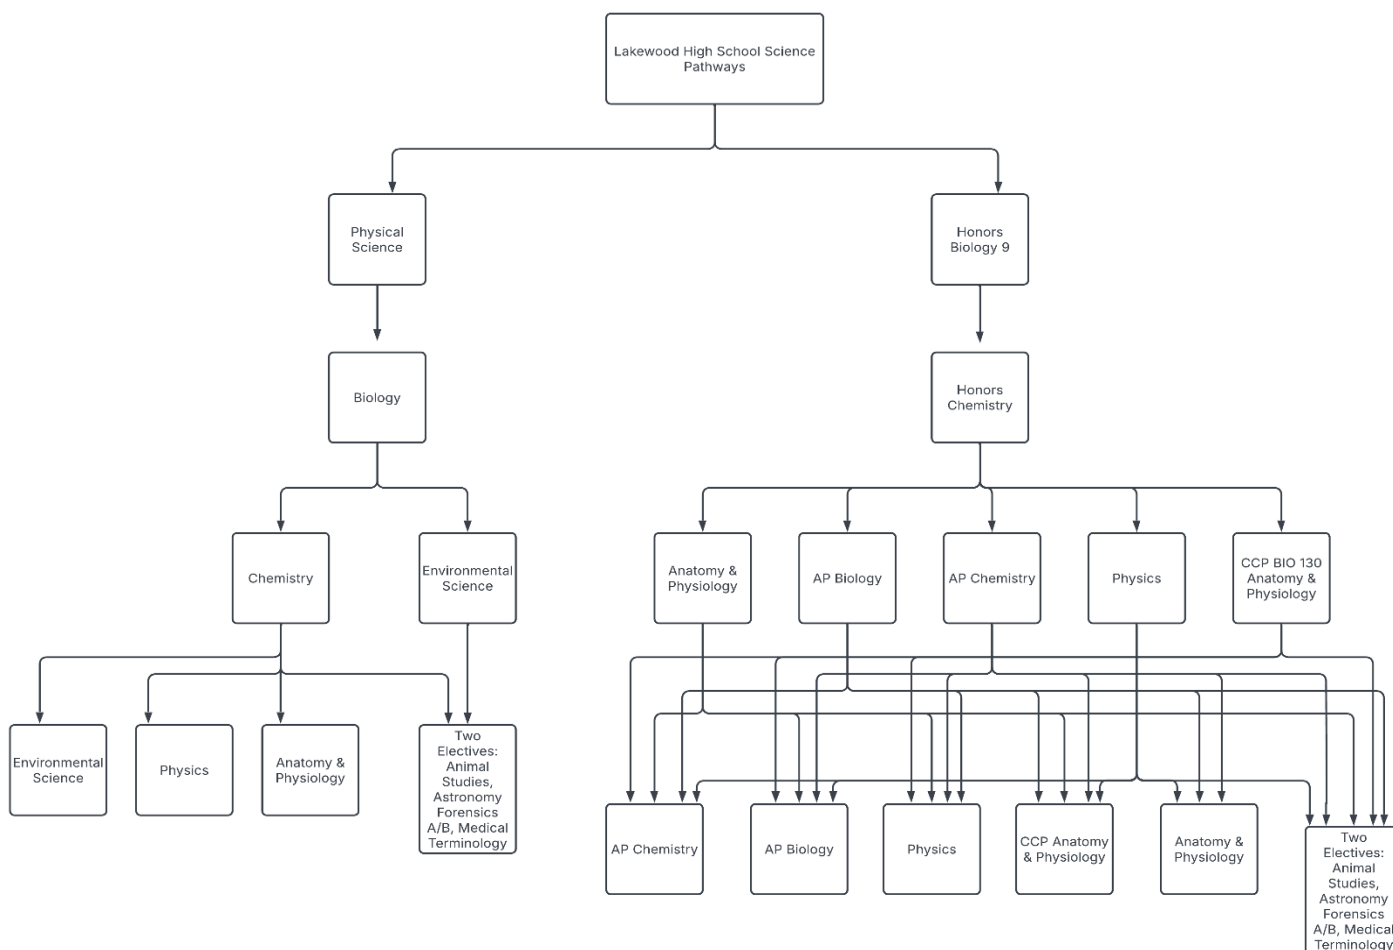 Lakewood High School Science
Pathways
Physical
Science
Honors
Biology 9
Biology
Honors
Chemistry
Chemistry
Environmental
Science
Anatomy &
Physiology
AP Biology
AP Chemistry
Physics
CCP BIO 130
Anatomy &
Physiology
Environmental
Science
Physics
Anatomy &
Physiology
Two
Electives:
Animal
Studies,
Astronomy
Forensics
A/B, Medical
Terminology
AP Chemistry
AP Biology
Physics
CCP Anatomy
& Physiology
Anatomy &
Physiology
Two
Electives:
Animal
Studies,
Astronomy
Forensics
A/B, Medical
Terminology